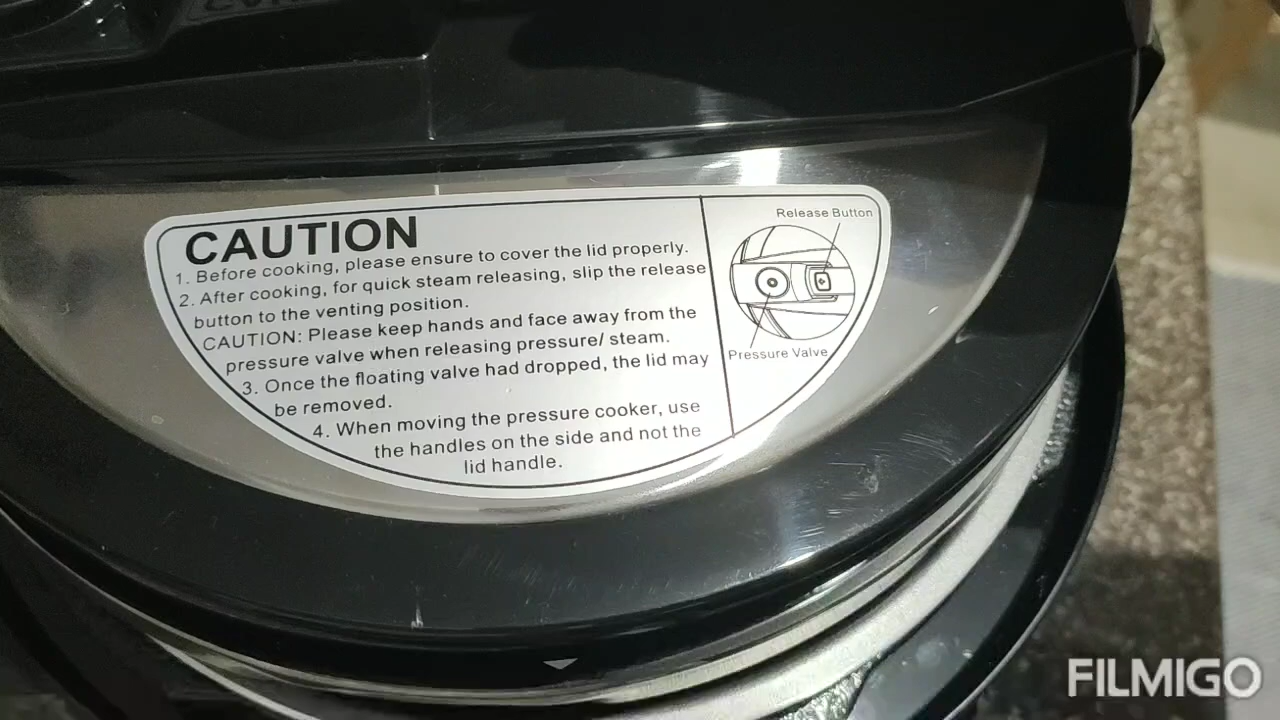 CAUTION
1. Before cooking, please ensure to cover the lid properly.
2. After cooking, for quick steam releasing, slip the release
button to the venting position.
CAUTION: Please keep hands and face away from the
pressure valve when releasing pressure/ steam.
3. Once the floating valve had dropped, the lid may
be removed.
4. When moving the pressure cooker, use
the handles on the side and not the
lid handle.
Release Button
Pressure Valve
FILMIGO